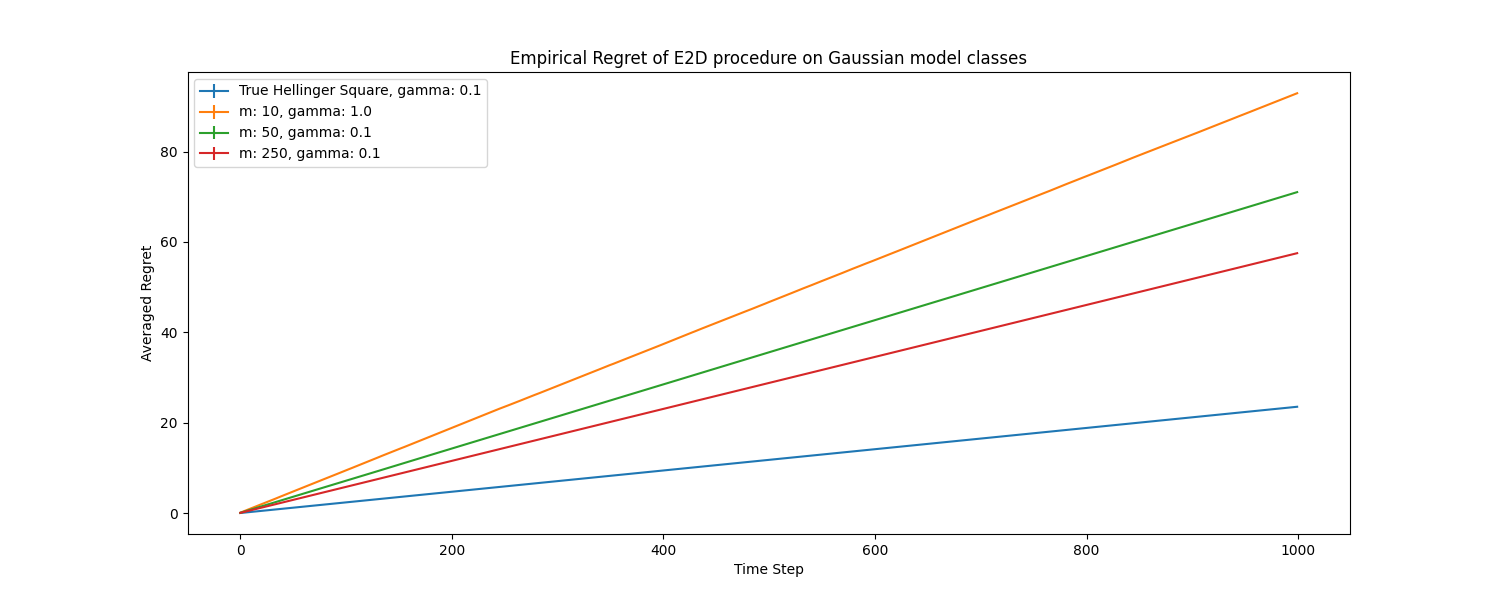 Empirical Regret of E2D procedure on Gaussian model classes
True Hellinger Square, gamma: 0.1
m: 10, gamma: 1.0
m: 50, gamma: 0.1
m: 250, gamma: 0.1
Averaged Regret
80
60
40
20
0
0 200 400 600 800 1000
Time Step